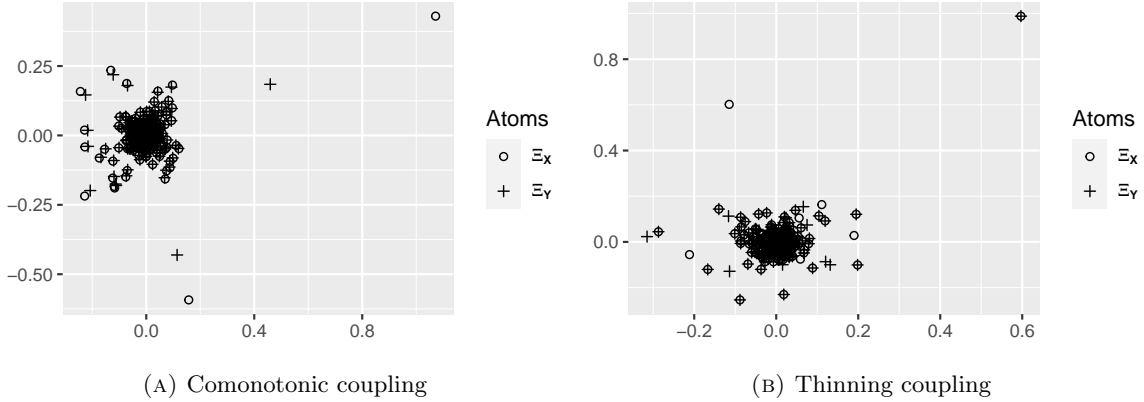 0.25
0.00
−0.25
−0.50
0.0 0.4 0.8
Atoms
Ξ_X
Ξ_Y
(A) Comonotonic coupling
0.8
0.4
0.0
−0.2 0.0 0.2 0.4 0.6
Atoms
Ξ_X
Ξ_Y
(B) Thinning coupling